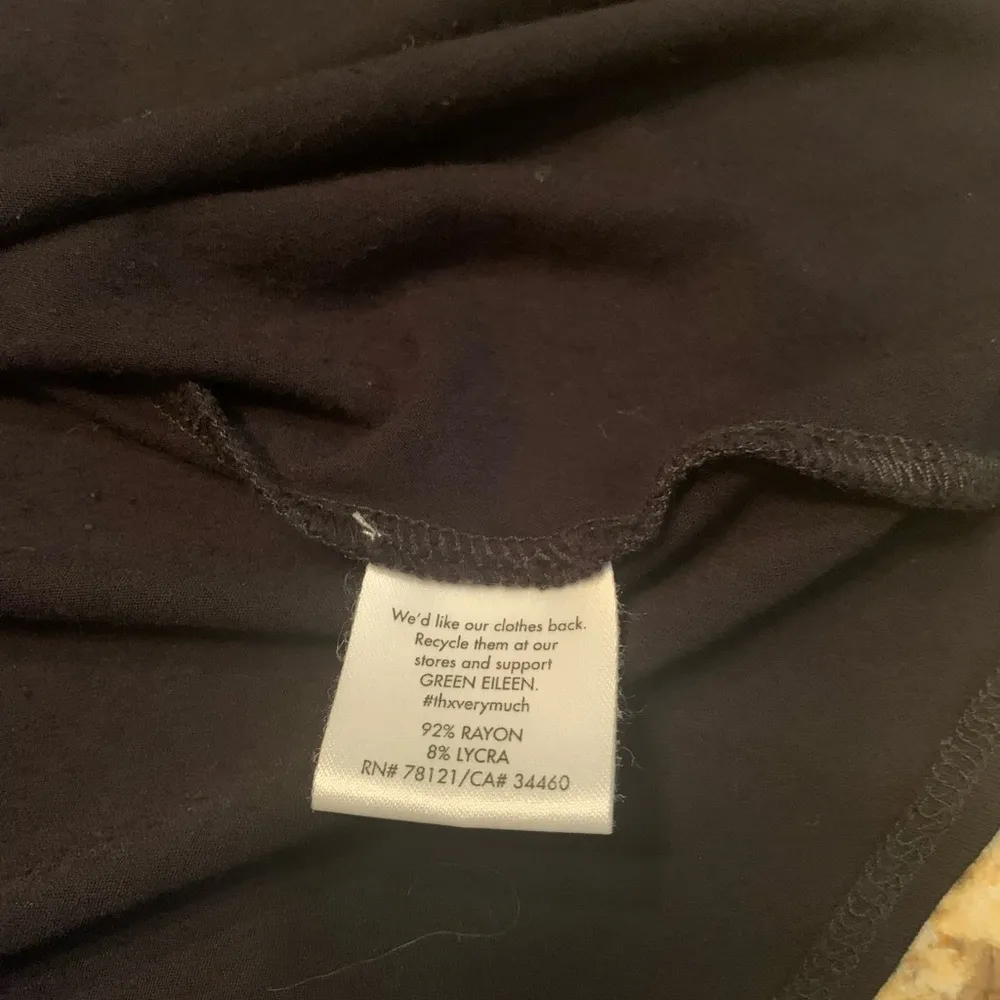 We'd like our clothes back.
Recycle them at our
stores and support
GREEN EILEEN.
#thxverymuch
92% RAYON
8% LYCRA
RN# 78121/CA# 34460